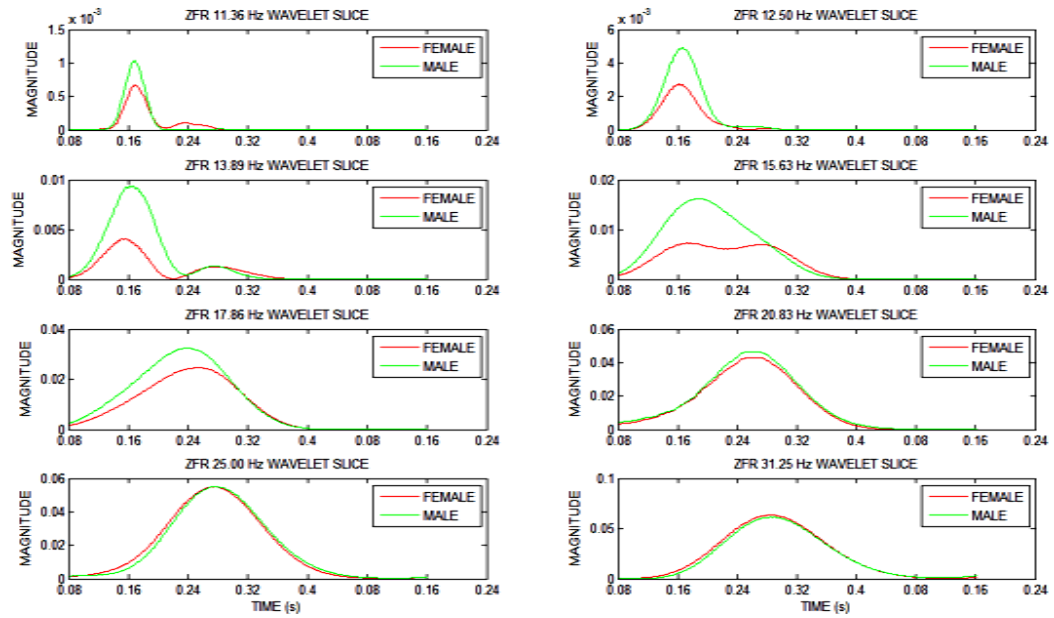 ZFR 11.36 Hz WAVELET SLICE
x 10⁻³
1.5
1
0.5
0
MAGNITUDE
FEMALE
MALE
0.08 0.16 0.24 0.32 0.4 0.08 0.16 0.24
ZFR 12.50 Hz WAVELET SLICE
x 10⁻³
6
4
2
0
MAGNITUDE
FEMALE
MALE
0.08 0.16 0.24 0.32 0.4 0.08 0.16 0.24
ZFR 13.89 Hz WAVELET SLICE
0.01
0.005
0
MAGNITUDE
FEMALE
MALE
0.08 0.16 0.24 0.32 0.4 0.08 0.16 0.24
ZFR 15.63 Hz WAVELET SLICE
0.02
0.01
0
MAGNITUDE
FEMALE
MALE
0.08 0.16 0.24 0.32 0.4 0.08 0.16 0.24
ZFR 17.86 Hz WAVELET SLICE
0.04
0.02
0
MAGNITUDE
FEMALE
MALE
0.08 0.16 0.24 0.32 0.4 0.08 0.16 0.24
ZFR 20.83 Hz WAVELET SLICE
0.06
0.04
0.02
0
MAGNITUDE
FEMALE
MALE
0.08 0.16 0.24 0.32 0.4 0.08 0.16 0.24
ZFR 25.00 Hz WAVELET SLICE
0.06
0.04
0.02
0
MAGNITUDE
FEMALE
MALE
0.08 0.16 0.24 0.32 0.4 0.08 0.16 0.24
TIME (s)
ZFR 31.25 Hz WAVELET SLICE
0.1
0.05
0
MAGNITUDE
FEMALE
MALE
0.08 0.16 0.24 0.32 0.4 0.08 0.16 0.24
TIME (s)